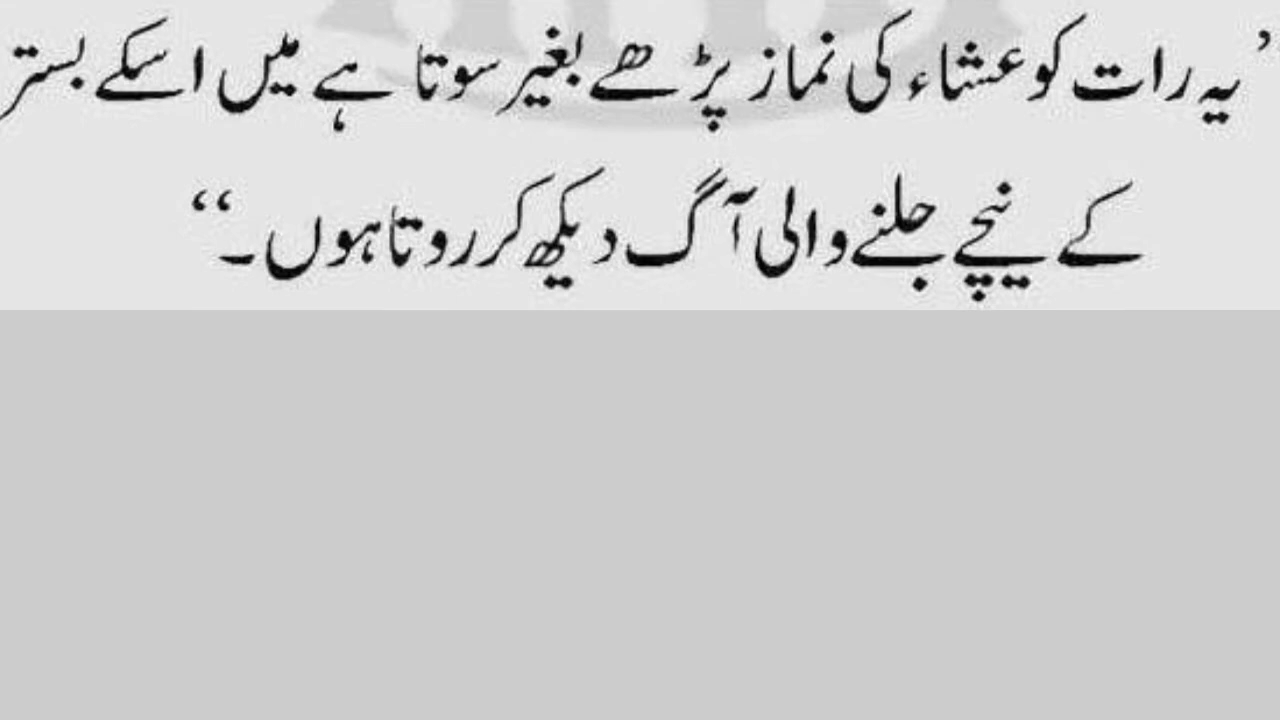 ’یہ رات کو عشاء کی نماز پڑھے بغیر سوتا ہے میں اسکے بستر
کے نیچے جلنے والی آگ دیکھ کر روتا ہوں۔‘‘